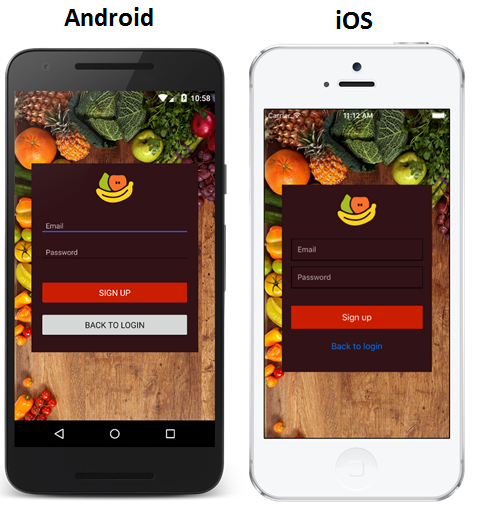 Android
10:58
Email
Password
SIGN UP
BACK TO LOGIN
iOS
Carrier
11:12 AM
Email
Password
Sign up
Back to login